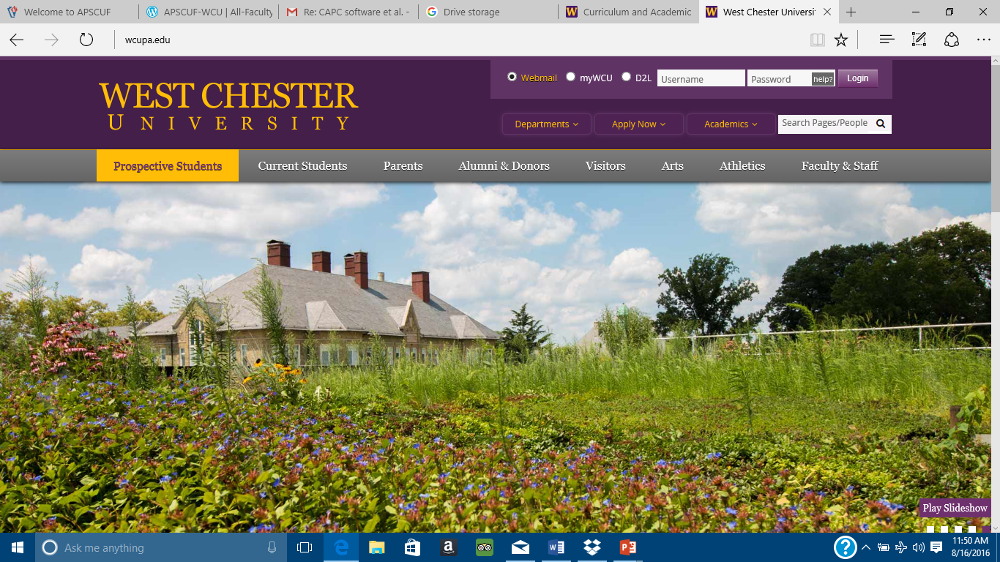 Welcome to APSCUF
APSCUF-WCU | All-Faculty
Re: CAPC software et al. -
Drive storage
Curriculum and Academic
West Chester Universi
wcupa.edu
Webmail myWCU D2L Username Password help? Login
WEST CHESTER
UNIVERSITY
Departments Apply Now Academics Search Pages/People
Prospective Students Current Students Parents Alumni & Donors Visitors Arts Athletics Faculty & Staff
Play Slideshow
Ask me anything
11:50 AM
8/16/2016